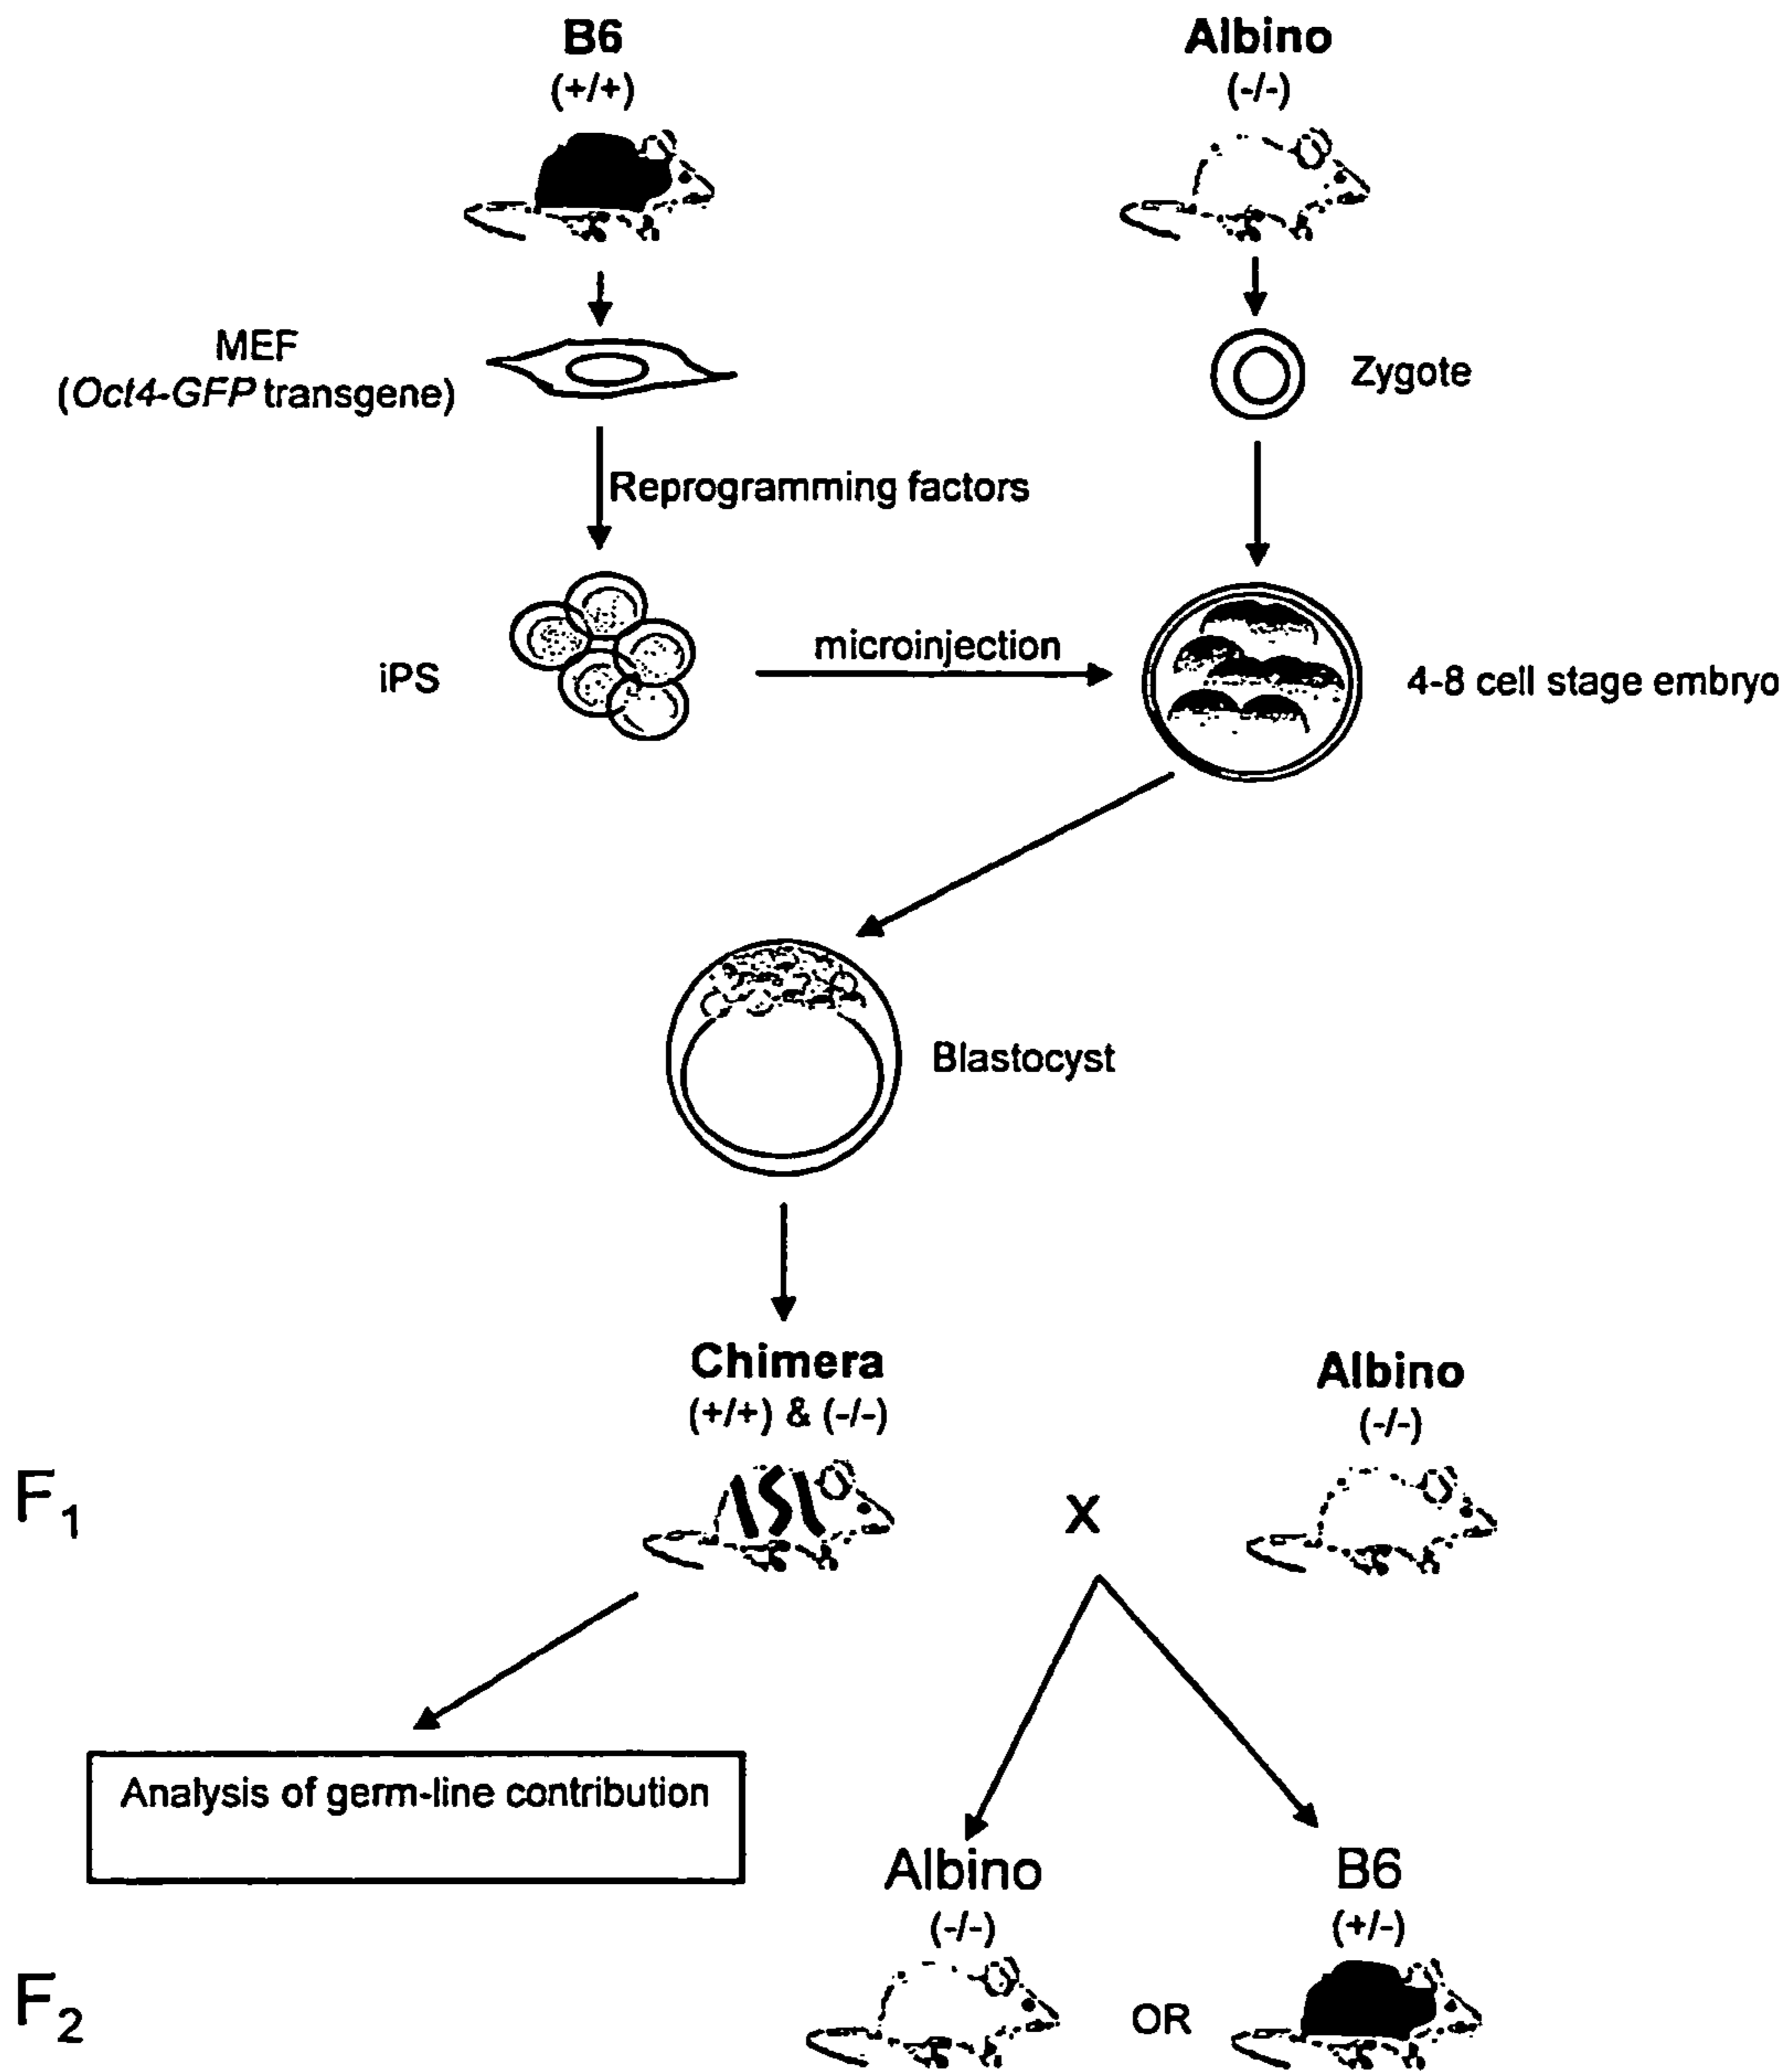 B6
(+/+)
Albino
(-/-)
MEF
(Oct4-GFP transgene)
Zygote
Reprogramming factors
iPS
microinjection
4-8 cell stage embryo
Blastocyst
Chimera
(+/+) & (-/-)
Albino
(-/-)
F1
X
Analysis of germ-line contribution
Albino
(-/-)
B6
(+/-)
F2
OR